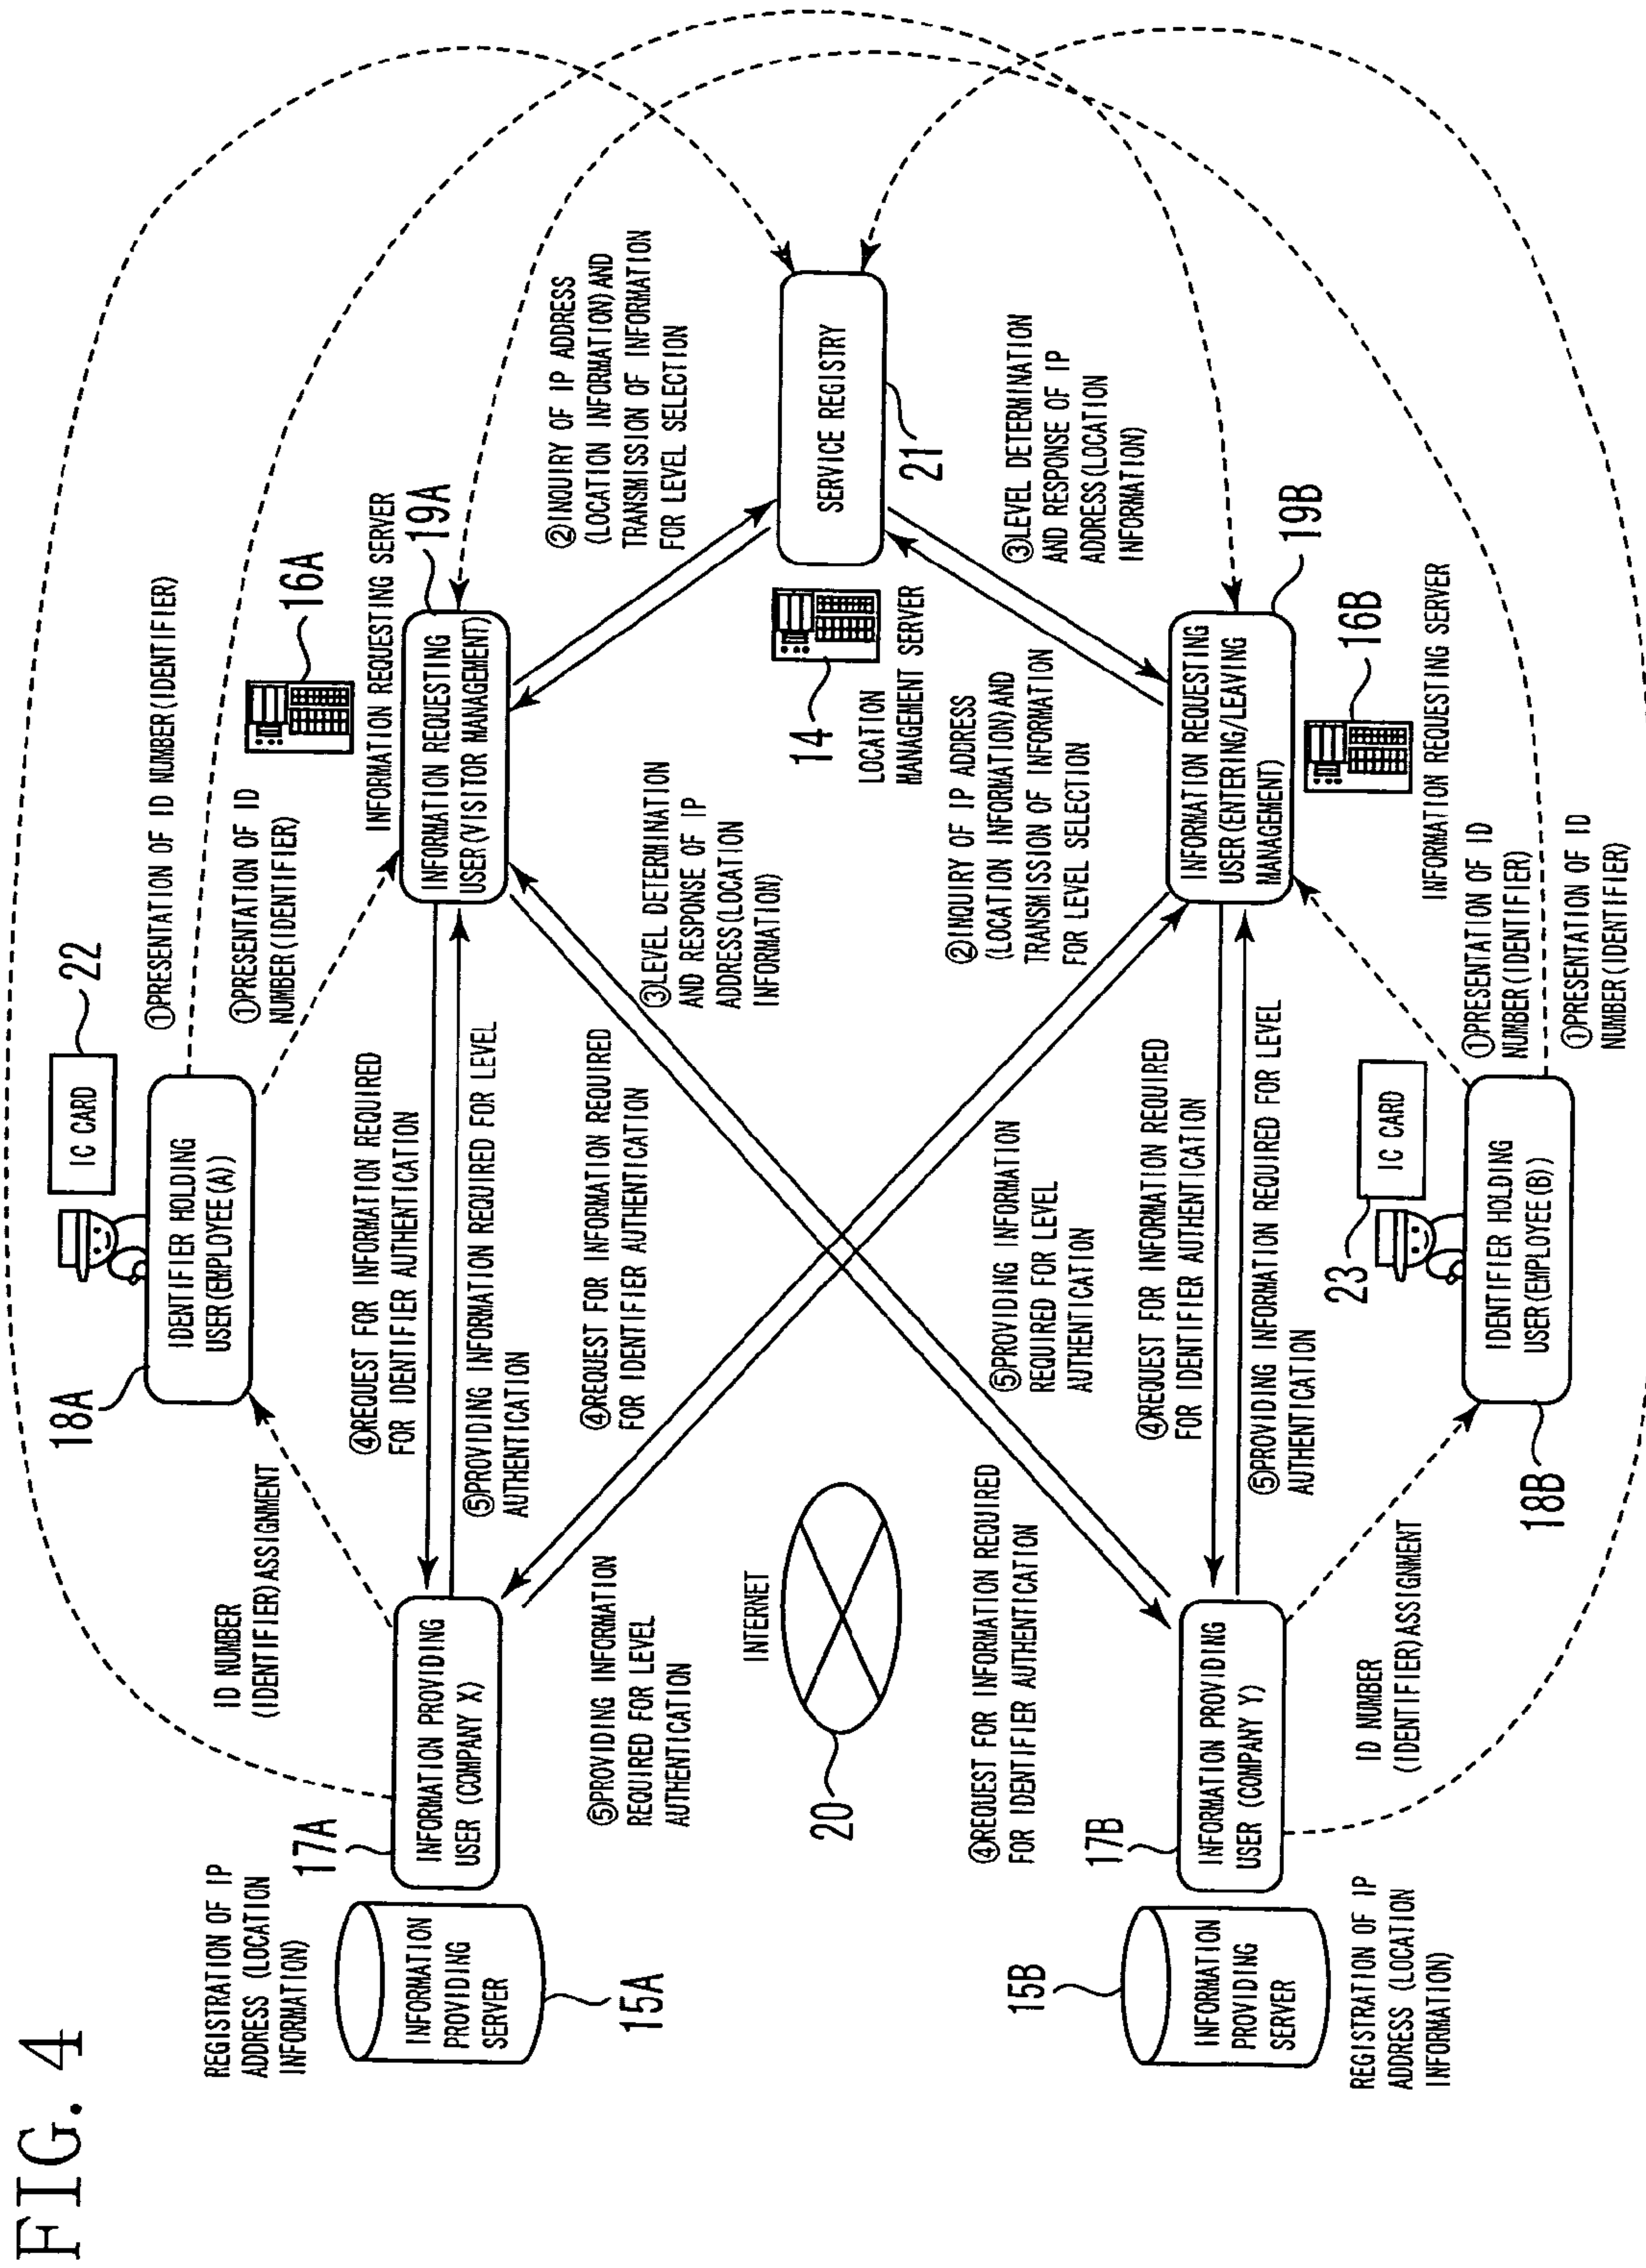 FIG. 4
REGISTRATION OF IP
ADDRESS (LOCATION
INFORMATION)
INFORMATION
PROVIDING
SERVER
15A
17A
INFORMATION PROVIDING
USER (COMPANY X)
ID NUMBER
(IDENTIFIER) ASSIGNMENT
18A
IDENTIFIER HOLDING
USER(EMPLOYEE(A))
IC CARD
22
①PRESENTATION OF ID NUMBER(IDENTIFIER)
①PRESENTATION OF ID
NUMBER(IDENTIFIER)
16A
INFORMATION REQUESTING SERVER
19A
INFORMATION REQUESTING
USER(VISITOR MANAGEMENT)
④REQUEST FOR INFORMATION REQUIRED
FOR IDENTIFIER AUTHENTICATION
⑤PROVIDING INFORMATION REQUIRED FOR LEVEL
AUTHENTICATION
④REQUEST FOR INFORMATION REQUIRED
FOR IDENTIFIER AUTHENTICATION
⑤PROVIDING INFORMATION
REQUIRED FOR LEVEL
AUTHENTICATION
③LEVEL DETERMINATION
AND RESPONSE OF IP
ADDRESS(LOCATION
INFORMATION)
②INQUIRY OF IP ADDRESS
(LOCATION INFORMATION)AND
TRANSMISSION OF INFORMATION
FOR LEVEL SELECTION
INTERNET
20
14
LOCATION
MANAGEMENT SERVER
SERVICE REGISTRY
21
④REQUEST FOR INFORMATION REQUIRED
FOR IDENTIFIER AUTHENTICATION
⑤PROVIDING INFORMATION
REQUIRED FOR LEVEL
AUTHENTICATION
②INQUIRY OF IP ADDRESS
(LOCATION INFORMATION)AND
TRANSMISSION OF INFORMATION
FOR LEVEL SELECTION
③LEVEL DETERMINATION
AND RESPONSE OF IP
ADDRESS(LOCATION
INFORMATION)
15B
INFORMATION
PROVIDING
SERVER
17B
INFORMATION PROVIDING
USER (COMPANY Y)
④REQUEST FOR INFORMATION REQUIRED
FOR IDENTIFIER AUTHENTICATION
⑤PROVIDING INFORMATION REQUIRED FOR LEVEL
AUTHENTICATION
INFORMATION REQUESTING
USER(ENTERING/LEAVING
MANAGEMENT)
19B
16B
INFORMATION REQUESTING SERVER
REGISTRATION OF IP
ADDRESS (LOCATION
INFORMATION)
ID NUMBER
(IDENTIFIER) ASSIGNMENT
23
IC CARD
18B
IDENTIFIER HOLDING
USER(EMPLOYEE(B))
①PRESENTATION OF ID
NUMBER(IDENTIFIER)
①PRESENTATION OF ID
NUMBER(IDENTIFIER)